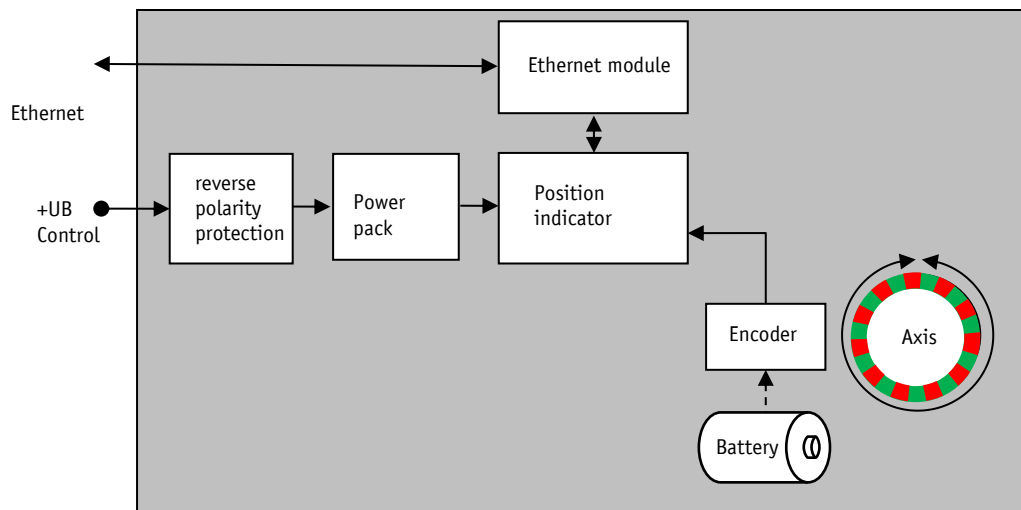 Ethernet module
Ethernet
reverse
polarity
protection
Power
pack
Position
indicator
+UB
Control
Encoder
Axis
Battery